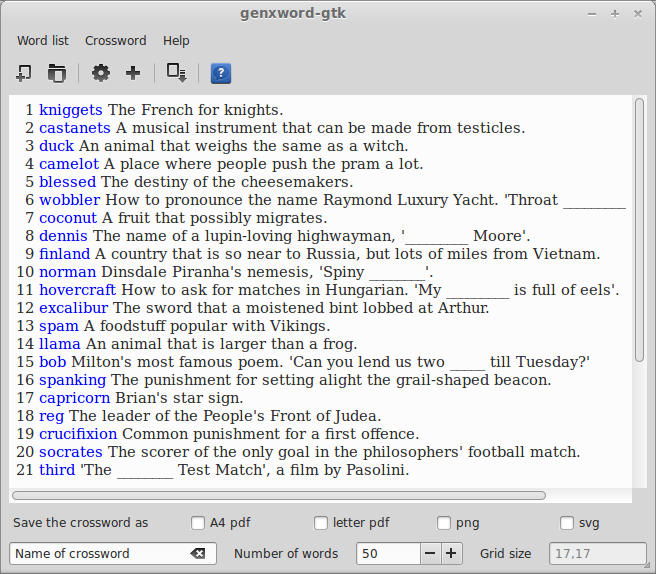 genxword-gtk
Word list Crossword Help
1 kniggets The French for knights.
2 castanets A musical instrument that can be made from testicles.
3 duck An animal that weighs the same as a witch.
4 camelot A place where people push the pram a lot.
5 blessed The destiny of the cheesemakers.
6 wobbler How to pronounce the name Raymond Luxury Yacht. 'Throat _________
7 coconut A fruit that possibly migrates.
8 dennis The name of a lupin-loving highwayman, '_________ Moore'.
9 finland A country that is so near to Russia, but lots of miles from Vietnam.
10 norman Dinsdale Piranha's nemesis, 'Spiny ________'.
11 hovercraft How to ask for matches in Hungarian. 'My _________ is full of eels'.
12 excalibur The sword that a moistened bint lobbed at Arthur.
13 spam A foodstuff popular with Vikings.
14 llama An animal that is larger than a frog.
15 bob Milton's most famous poem. 'Can you lend us two _____ till Tuesday?'
16 spanking The punishment for setting alight the grail-shaped beacon.
17 capricorn Brian's star sign.
18 reg The leader of the People's Front of Judea.
19 crucifixion Common punishment for a first offence.
20 socrates The scorer of the only goal in the philosophers' football match.
21 third 'The ________ Test Match', a film by Pasolini.
Save the crossword as A4 pdf letter pdf png svg
Name of crossword Number of words 50 Grid size 17,17